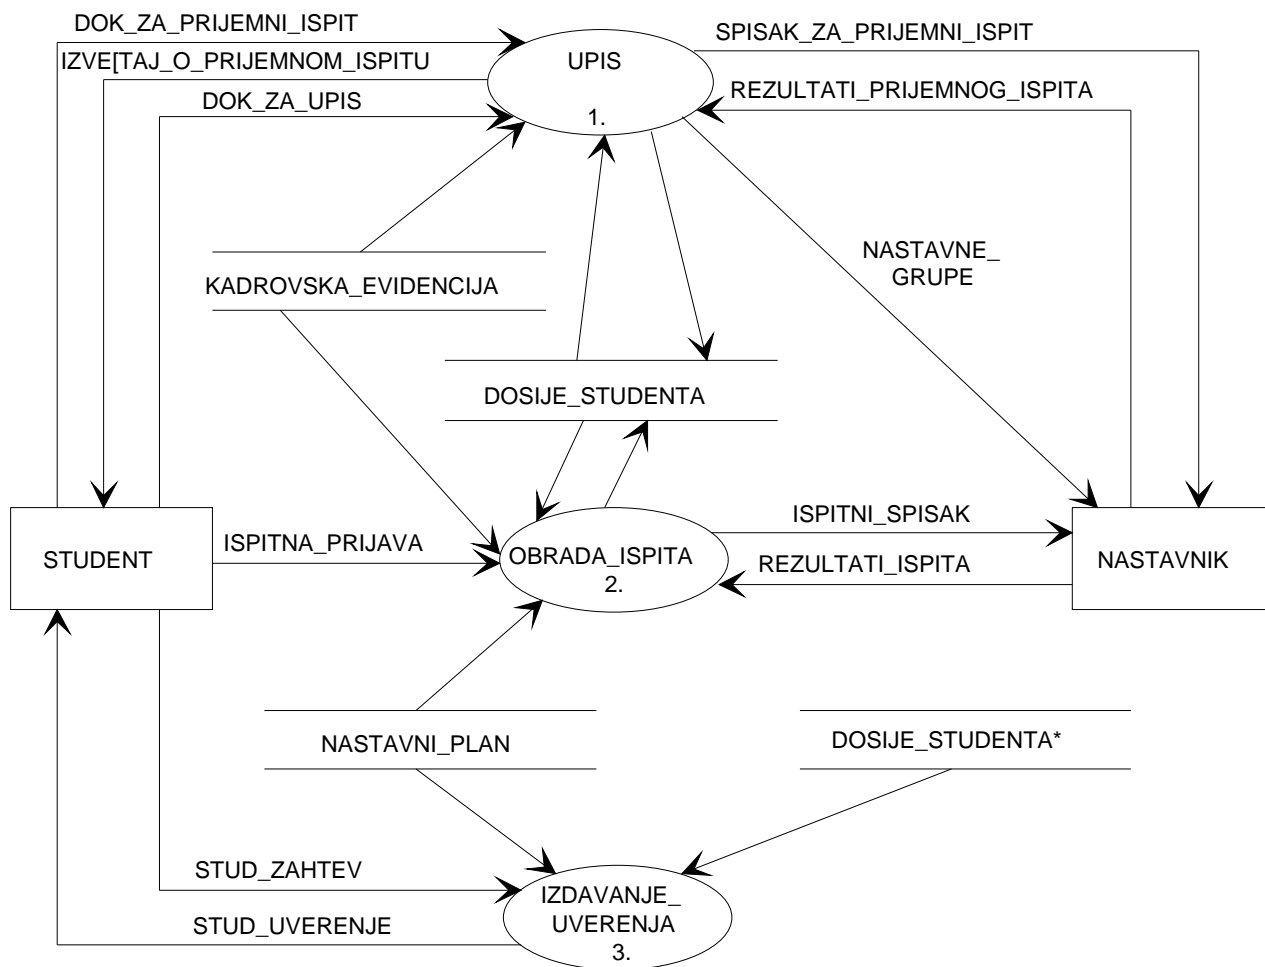 DOK_ZA_PRIJEMNI_ISPIT
SPISAK_ZA_PRIJEMNI_ISPIT
IZVE[TAJ_O_PRIJEMNOM_ISPITU
UPIS
REZULTATI_PRIJEMNOG_ISPITA
DOK_ZA_UPIS
1.
NASTAVNE_
GRUPE
KADROVSKA_EVIDENCIJA
DOSIJE_STUDENTA
ISPITNI_SPISAK
STUDENT
ISPITNA_PRIJAVA
OBRADA_ISPITA
2.
REZULTATI_ISPITA
NASTAVNIK
NASTAVNI_PLAN
DOSIJE_STUDENTA*
STUD_ZAHTEV
IZDAVANJE_
UVERENJA
3.
STUD_UVERENJE